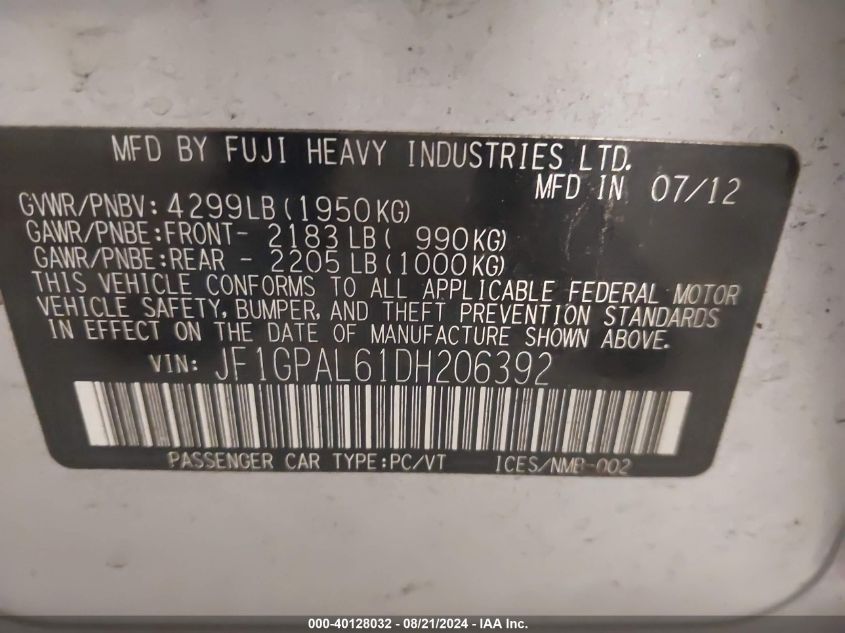 MFD BY FUJI HEAVY INDUSTRIES LTD.
MFD IN 07/12
GVWR/PNBV: 4299LB(1950KG)
GAWR/PNBE:FRONT- 2183LB( 990KG)
GAWR/PNBE:REAR - 2205LB(1000KG)
THIS VEHICLE CONFORMS TO ALL APPLICABLE FEDERAL MOTOR
VEHICLE SAFETY, BUMPER, AND THEFT PREVENTION STANDARDS
IN EFFECT ON THE DATE OF MANUFACTURE SHOWN ABOVE.
VIN: JF1GPAL61DH206392
PASSENGER CAR TYPE:PC/VT ICES/NMB-002
000-40128032 - 08/21/2024 - IAA Inc.